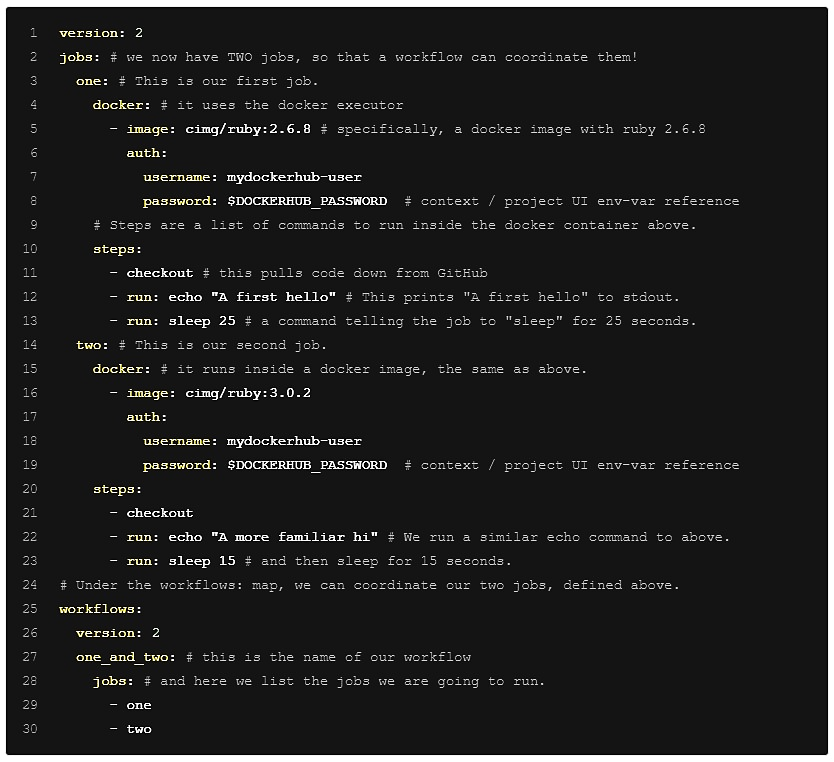 1 version: 2
2 jobs: # we now have TWO jobs, so that a workflow can coordinate them!
3   one: # This is our first job.
4     docker: # it uses the docker executor
5       - image: cimg/ruby:2.6.8 # specifically, a docker image with ruby 2.6.8
6         auth:
7           username: mydockerhub-user
8           password: $DOCKERHUB_PASSWORD  # context / project UI env-var reference
9     # Steps are a list of commands to run inside the docker container above.
10     steps:
11       - checkout # this pulls code down from GitHub
12       - run: echo "A first hello" # This prints "A first hello" to stdout.
13       - run: sleep 25 # a command telling the job to "sleep" for 25 seconds.
14   two: # This is our second job.
15     docker: # it runs inside a docker image, the same as above.
16       - image: cimg/ruby:3.0.2
17         auth:
18           username: mydockerhub-user
19           password: $DOCKERHUB_PASSWORD  # context / project UI env-var reference
20     steps:
21       - checkout
22       - run: echo "A more familiar hi" # We run a similar echo command to above.
23       - run: sleep 15 # and then sleep for 15 seconds.
24 # Under the workflows: map, we can coordinate our two jobs, defined above.
25 workflows:
26   version: 2
27   one_and_two: # this is the name of our workflow
28     jobs: # and here we list the jobs we are going to run.
29       - one
30       - two